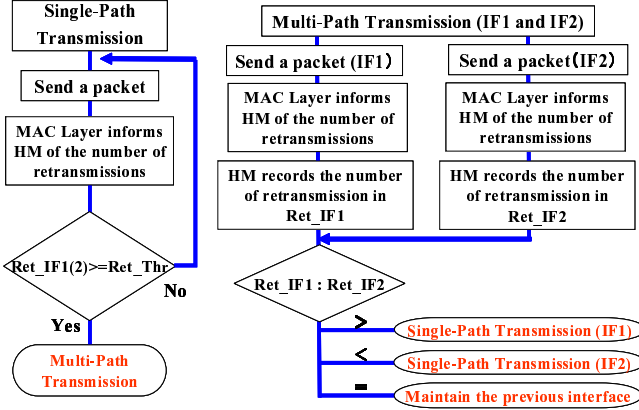 Single-Path
Transmission
Send a packet
MAC Layer informs
HM of the number of
retransmissions
Ret_IF1(2)>=Ret_Thr
No
Yes
Multi-Path
Transmission
Multi-Path Transmission (IF1 and IF2)
Send a packet (IF1)
Send a packet(IF2)
MAC Layer informs
HM of the number of
retransmissions
MAC Layer informs
HM of the number of
retransmissions
HM records the number
of retransmission in
Ret_IF1
HM records the number
of retransmission in
Ret_IF2
Ret_IF1 : Ret_IF2
>
Single-Path Transmission (IF1)
<
Single-Path Transmission (IF2)
=
Maintain the previous interface